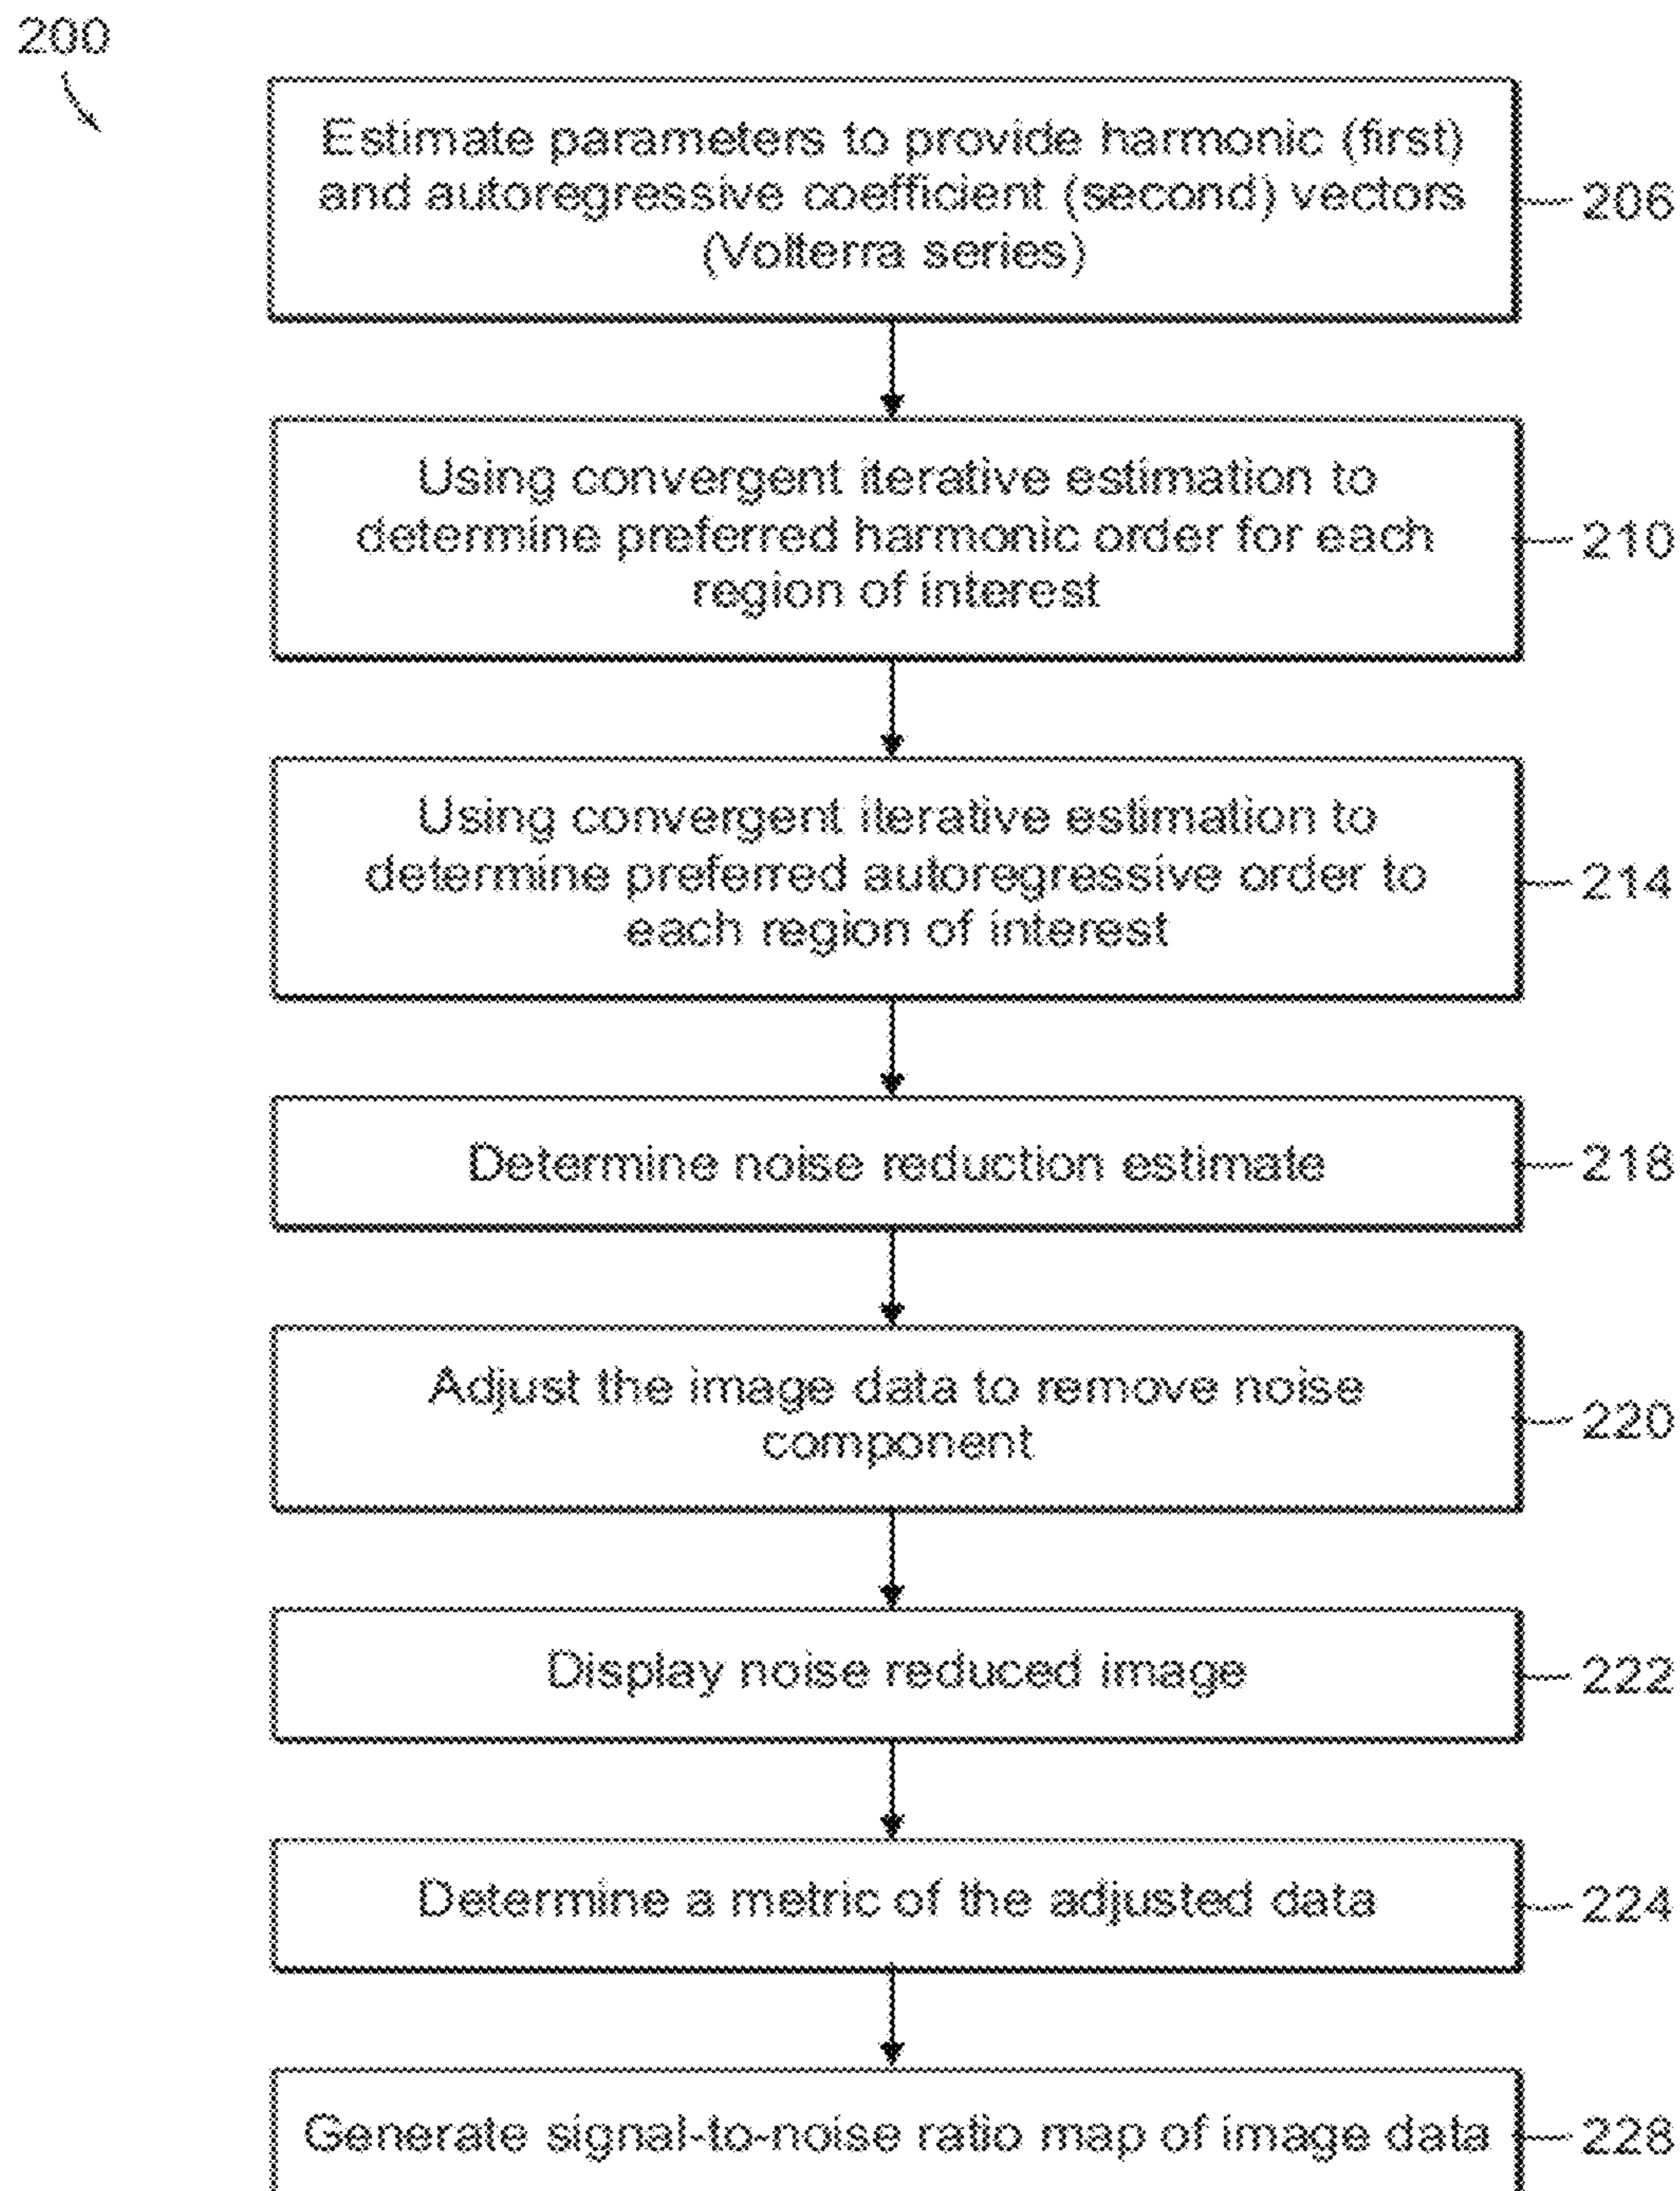 200
Estimate parameters to provide harmonic (first)
and autoregressive coefficient (second) vectors
(Volterra series)
206
Using convergent iterative estimation to
determine preferred harmonic order for each
region of interest
210
Using convergent iterative estimation to
determine preferred autoregressive order to
each region of interest
214
Determine noise reduction estimate
218
Adjust the image data to remove noise
component
220
Display noise reduced image
222
Determine a metric of the adjusted data
224
Generate signal-to-noise ratio map of image data
228